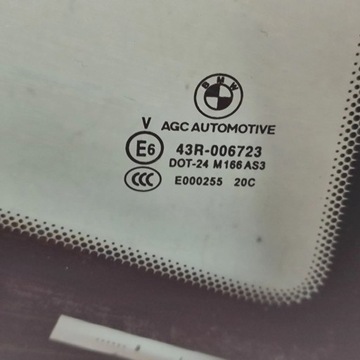 BMW
V AGC AUTOMOTIVE
E6 43R-006723
DOT-24 M166 AS3
CCC E000255 20C